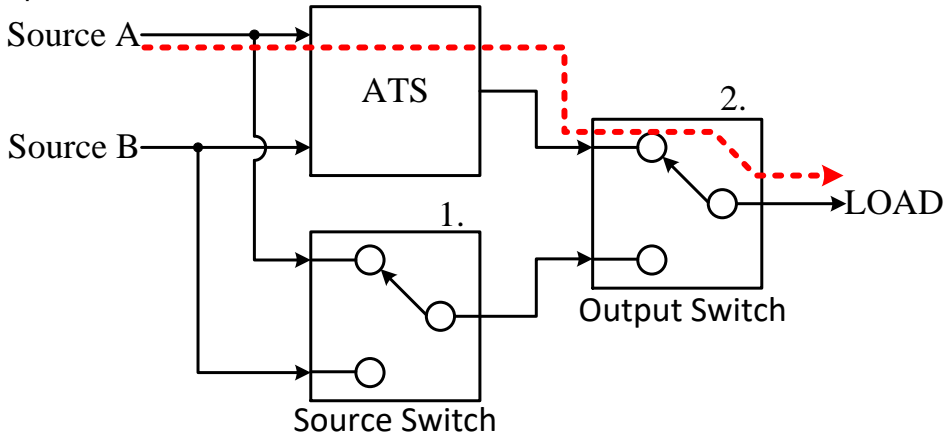 Source A
ATS
2.
Source B
LOAD
1.
Output Switch
Source Switch